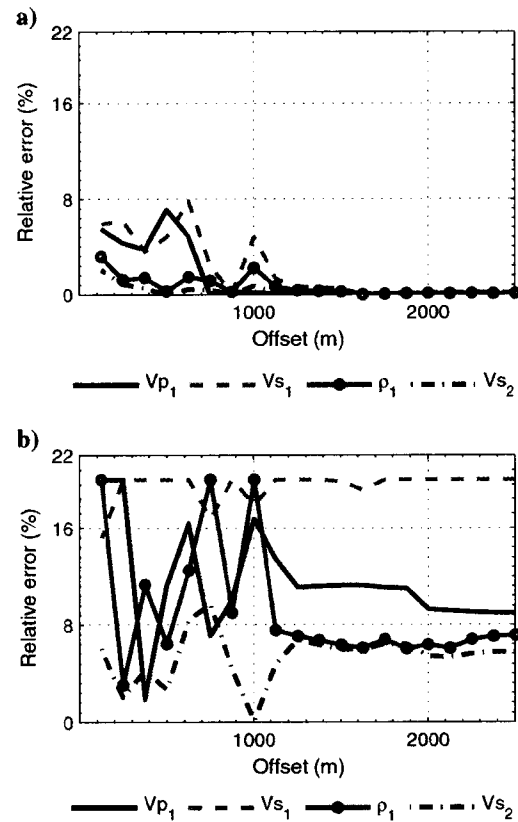 a)
22
16
8
0
Relative error (%)
1000 2000
Offset (m)
Vp₁ Vs₁ ρ₁ Vs₂
b)
22
16
8
0
Relative error (%)
1000 2000
Offset (m)
Vp₁ Vs₁ ρ₁ Vs₂